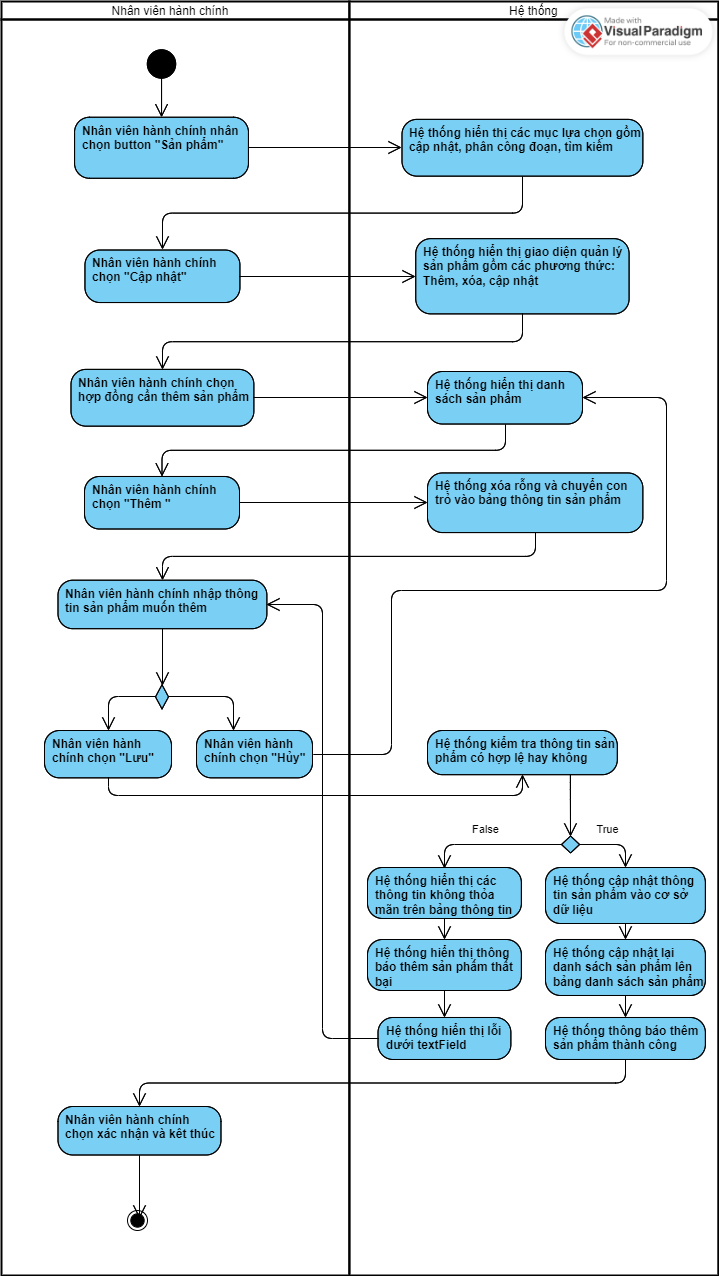 Nhân viên hành chính
Hệ thống
Made with
Visual Paradigm
For non-commercial use
Nhân viên hành chính nhân
chọn button "Sản phẩm"
Hệ thống hiển thị các mục lựa chọn gồm
cập nhật, phân công đoạn, tìm kiếm
Nhân viên hành chính
chọn "Cập nhật"
Hệ thống hiển thị giao diện quản lý
sản phẩm gồm các phương thức:
Thêm, xóa, cập nhật
Nhân viên hành chính chọn
hợp đồng cần thêm sản phẩm
Hệ thống hiển thị danh
sách sản phẩm
Nhân viên hành chính
chọn "Thêm "
Hệ thống xóa rỗng và chuyển con
trỏ vào bảng thông tin sản phẩm
Nhân viên hành chính nhập thông
tin sản phẩm muốn thêm
Nhân viên hành
chính chọn "Lưu"
Nhân viên hành
chính chọn "Hủy"
Hệ thống kiểm tra thông tin sản
phẩm có hợp lệ hay không
False
True
Hệ thống hiển thị các
thông tin không thỏa
mãn trên bảng thông tin
Hệ thống cập nhật thông
tin sản phẩm vào cơ sở
dữ liệu
Hệ thống hiển thị thông
báo thêm sản phẩm thất
bại
Hệ thống cập nhật lại
danh sách sản phẩm lên
bảng danh sách sản phẩm
Hệ thống hiển thị lỗi
dưới textField
Hệ thống thông báo thêm
sản phẩm thành công
Nhân viên hành chính
chọn xác nhận và kêt thúc